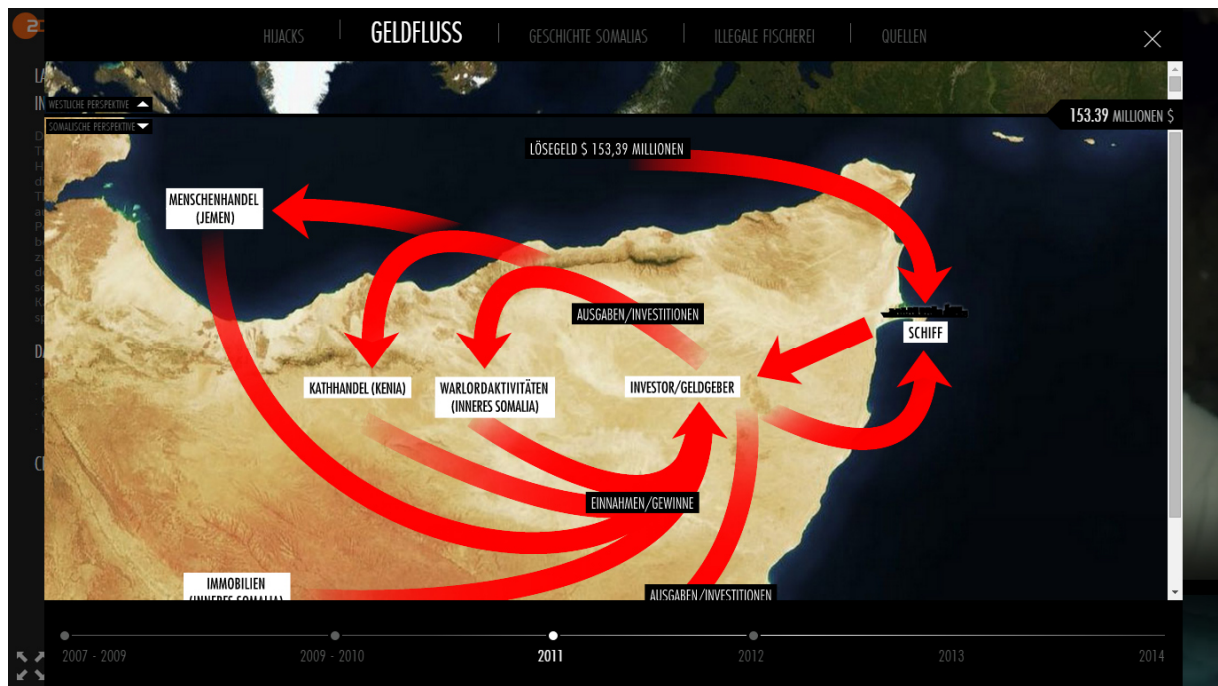 HIJACKS
GELDFLUSS
GESCHICHTE SOMALIAS
ILLEGALE FISCHEREI
QUELLEN
WESTLICHE PERSPEKTIVE
SOMALISCHE PERSPEKTIVE
153.39 MILLIONEN $
LÖSEGELD $ 153,39 MILLIONEN
MENSCHENHANDEL
(JEMEN)
AUSGABEN/INVESTITIONEN
SCHIFF
KATHHANDEL (KENIA)
WARLORDAKTIVITÄTEN
(INNERES SOMALIA)
INVESTOR/GELDGEBER
EINNAHMEN/GEWINNE
IMMOBILIEN
(INNERES SOMALIA)
AUSGABEN/INVESTITIONEN
2007 - 2009
2009 - 2010
2011
2012
2013
2014